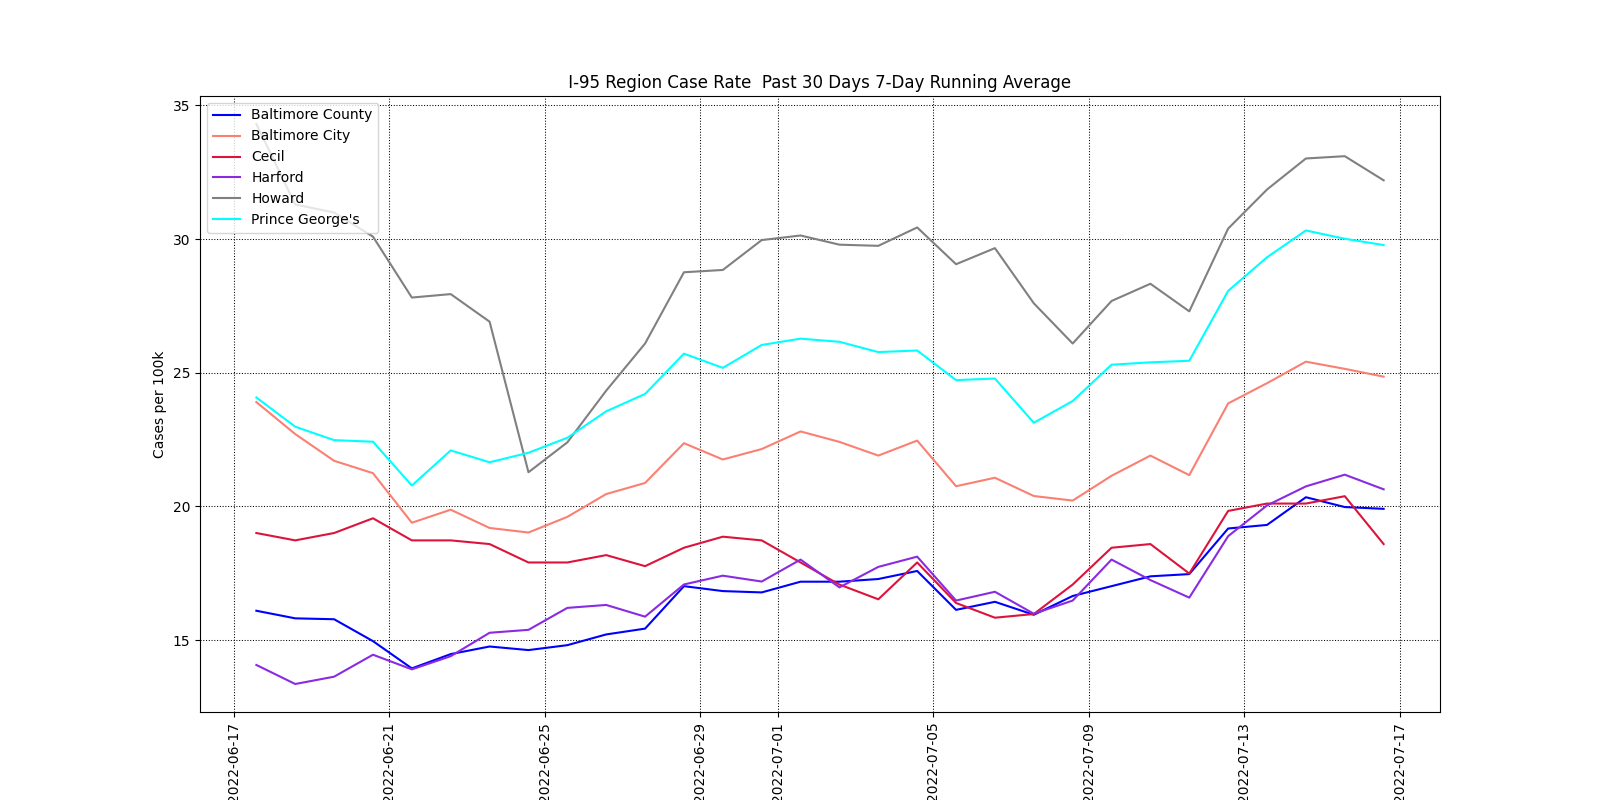 I-95 Region Case Rate  Past 30 Days 7-Day Running Average
Cases per 100k
35
30
25
20
15
Baltimore County
Baltimore City
Cecil
Harford
Howard
Prince George's
2022-06-17
2022-06-21
2022-06-25
2022-06-29
2022-07-01
2022-07-05
2022-07-09
2022-07-13
2022-07-17